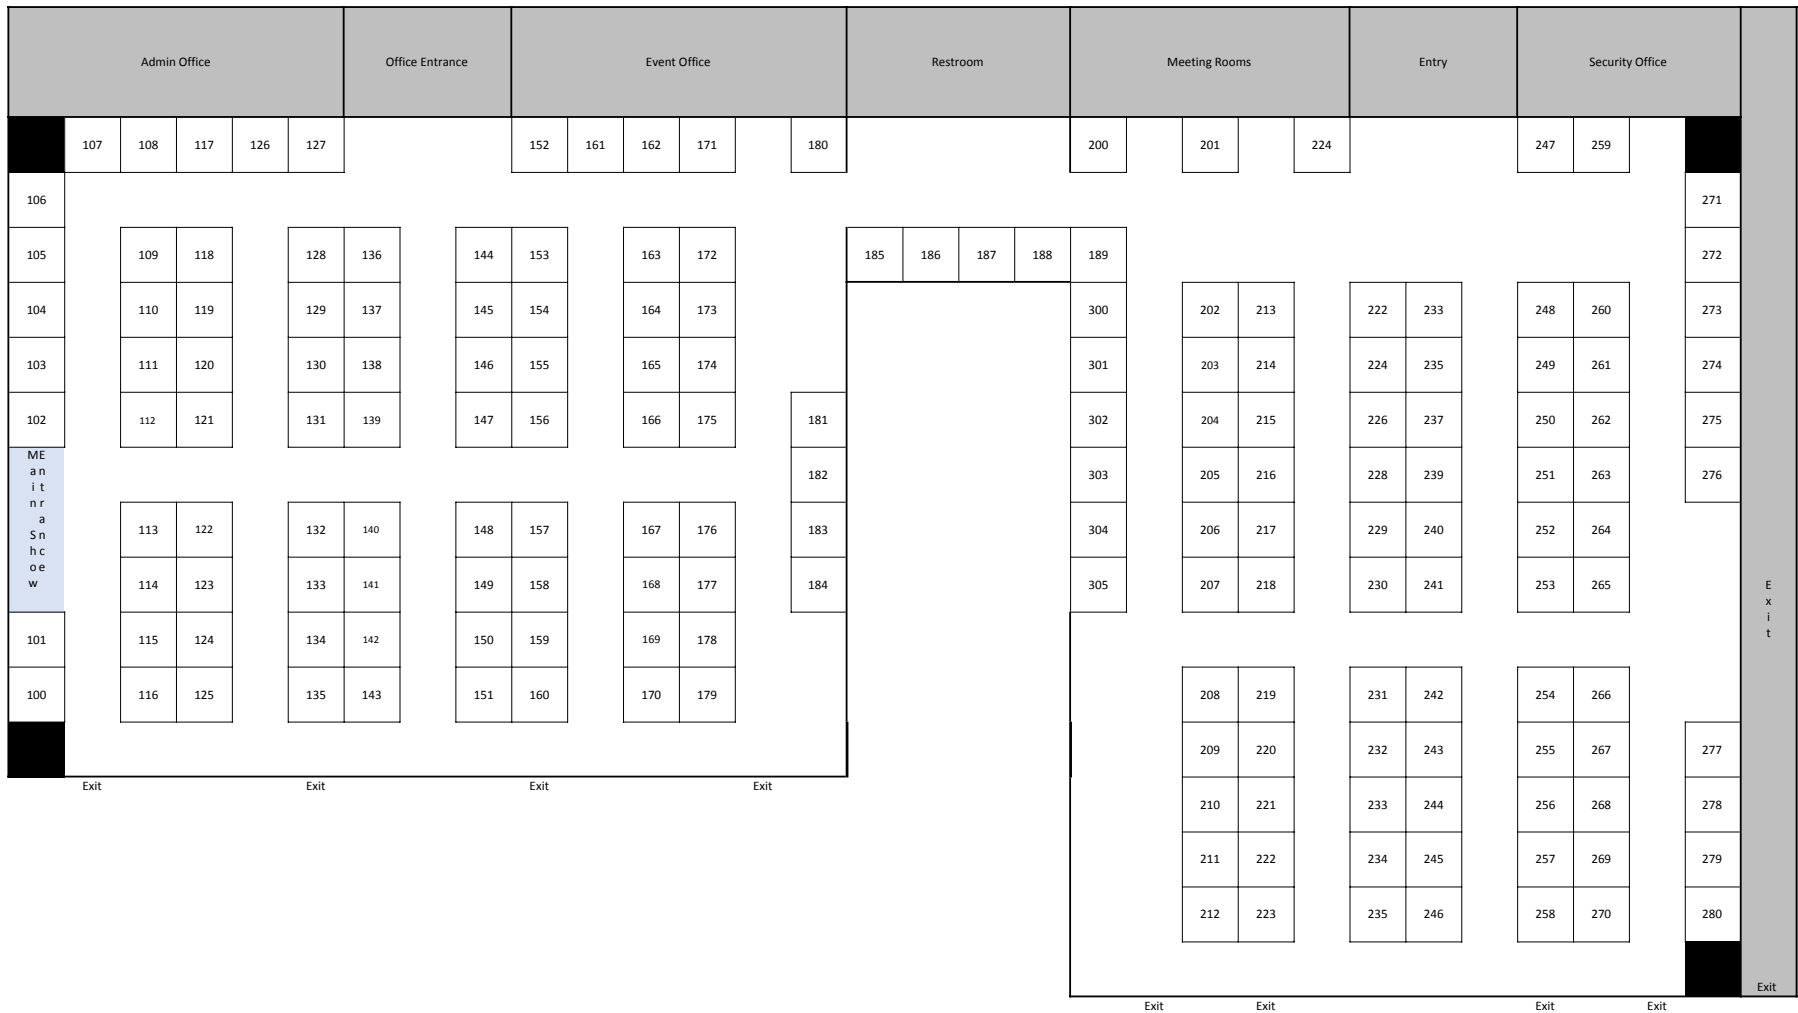 Admin Office Office Entrance Event Office Restroom Meeting Rooms Entry Security Office
107 108 117 126 127 152 161 162 171 180 200 201 224 247 259
106 271
105 109 118 128 136 144 153 163 172 185 186 187 188 189 272
104 110 119 129 137 145 154 164 173 300 202 213 222 233 248 260 273
103 111 120 130 138 146 155 165 174 301 203 214 224 235 249 261 274
102 112 121 131 139 147 156 166 175 181 302 204 215 226 237 250 262 275
Main Show
Entrance
182 303 205 216 228 239 251 263 276
113 122 132 140 148 157 167 176 183 304 206 217 229 240 252 264
114 123 133 141 149 158 168 177 184 305 207 218 230 241 253 265
Exit
101 115 124 134 142 150 159 169 178
100 116 125 135 143 151 160 170 179 208 219 231 242 254 266
209 220 232 243 255 267 277
Exit Exit Exit Exit
210 221 233 244 256 268 278
211 222 234 245 257 269 279
212 223 235 246 258 270 280
Exit
Exit Exit Exit Exit